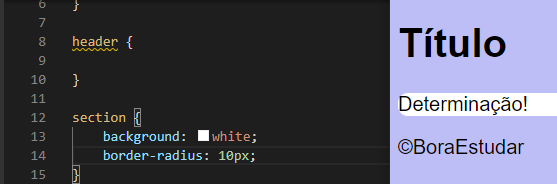 6
7 }
8 header {
9
10 }
11
12 section {
13 background: white;
14 border-radius: 10px;
15 }
Título
Determinação!
©BoraEstudar